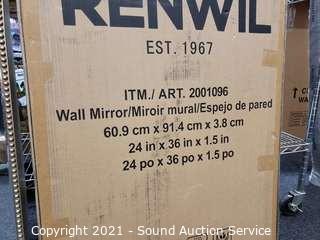 RENWIL
EST. 1967
ITM./ ART. 2001096
Wall Mirror/Miroir mural/Espejo de pared
60.9 cm x 91.4 cm x 3.8 cm
24 in x 36 in x 1.5 in
24 po x 36 po x 1.5 po
Copyright 2021 - Sound Auction Service